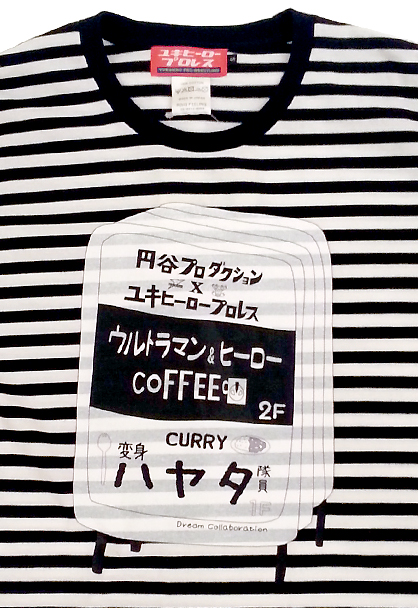 ユキヒーロー
プロレス
円谷プロダクション
X
ユキヒーロープロレス
ウルトラマン&ヒーロー
COFFEE
2F
CURRY
変身
ハヤタ
隊員
1F
Dream Collaboration